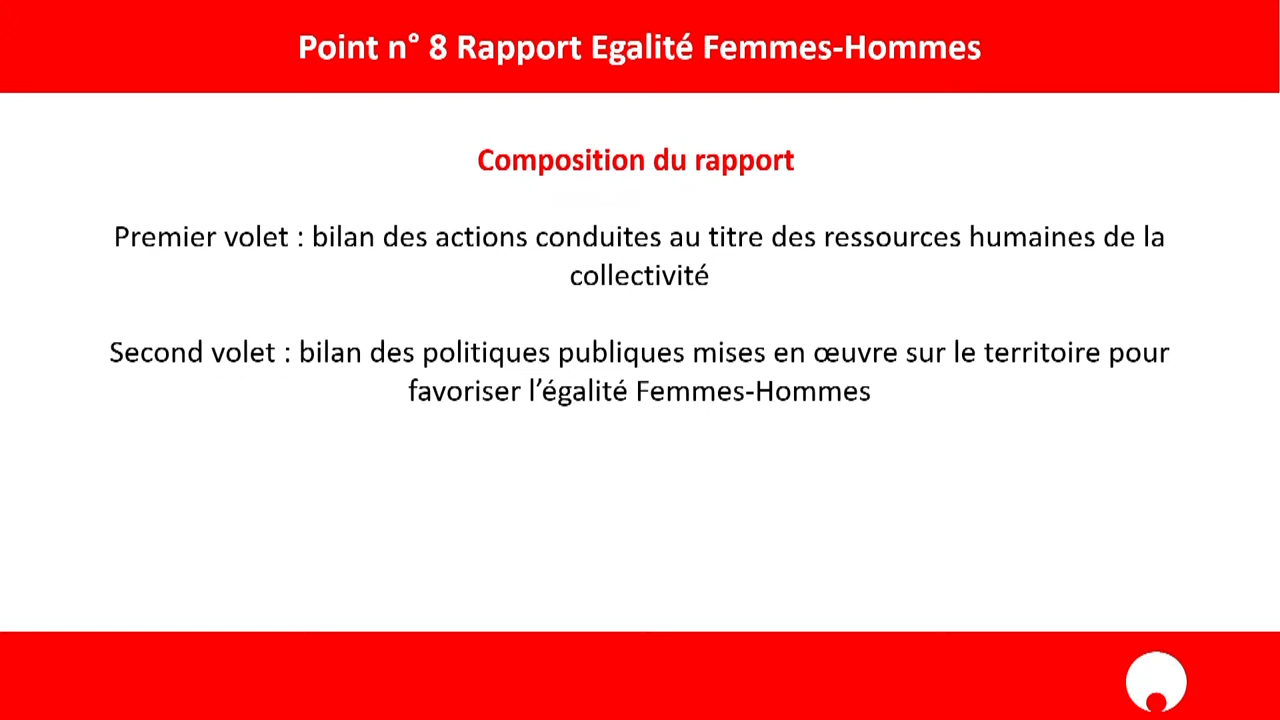 Point n° 8 Rapport Egalité Femmes-Hommes
Composition du rapport
Premier volet : bilan des actions conduites au titre des ressources humaines de la
collectivité
Second volet : bilan des politiques publiques mises en œuvre sur le territoire pour
favoriser l’égalité Femmes-Hommes